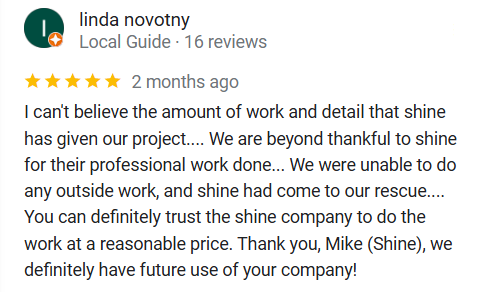 l
linda novotny
Local Guide · 16 reviews
2 months ago
I can't believe the amount of work and detail that shine
has given our project.... We are beyond thankful to shine
for their professional work done... We were unable to do
any outside work, and shine had come to our rescue....
You can definitely trust the shine company to do the
work at a reasonable price. Thank you, Mike (Shine), we
definitely have future use of your company!